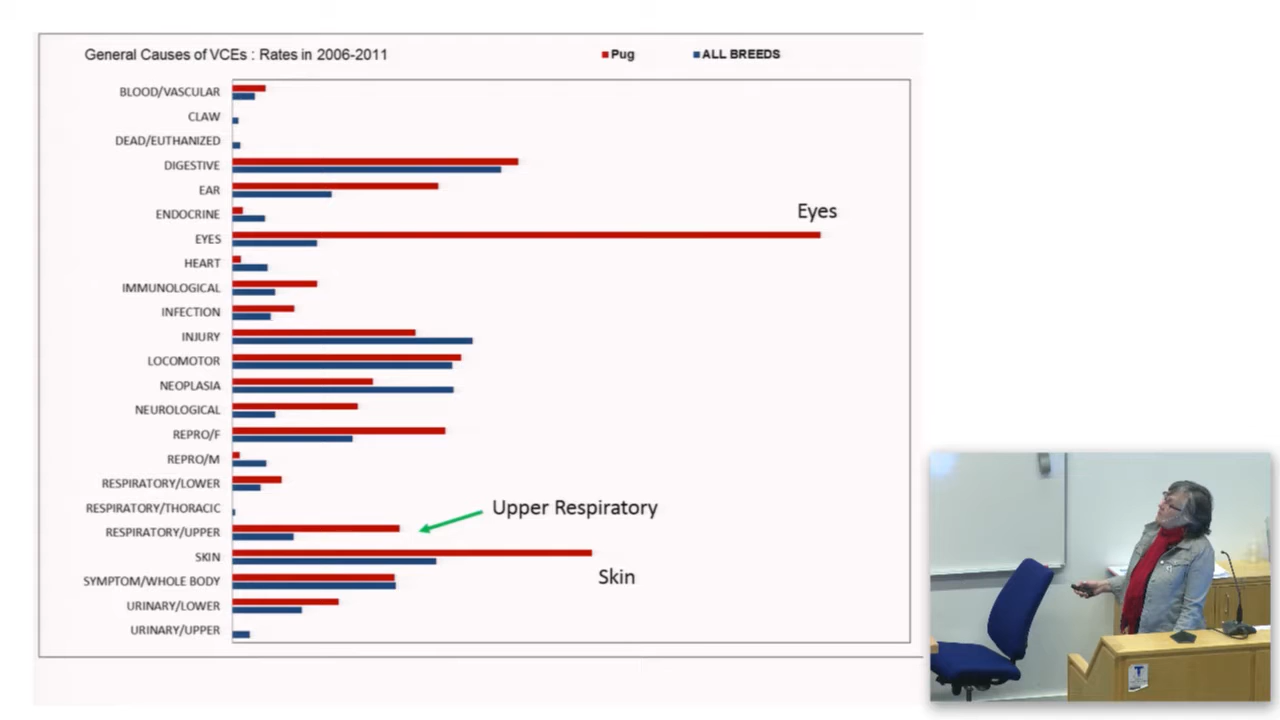 General Causes of VCEs : Rates in 2006-2011
Pug
ALL BREEDS
BLOOD/VASCULAR
CLAW
DEAD/EUTHANIZED
DIGESTIVE
EAR
ENDOCRINE
Eyes
EYES
HEART
IMMUNOLOGICAL
INFECTION
INJURY
LOCOMOTOR
NEOPLASIA
NEUROLOGICAL
REPRO/F
REPRO/M
RESPIRATORY/LOWER
RESPIRATORY/THORACIC
Upper Respiratory
RESPIRATORY/UPPER
SKIN
Skin
SYMPTOM/WHOLE BODY
URINARY/LOWER
URINARY/UPPER
T